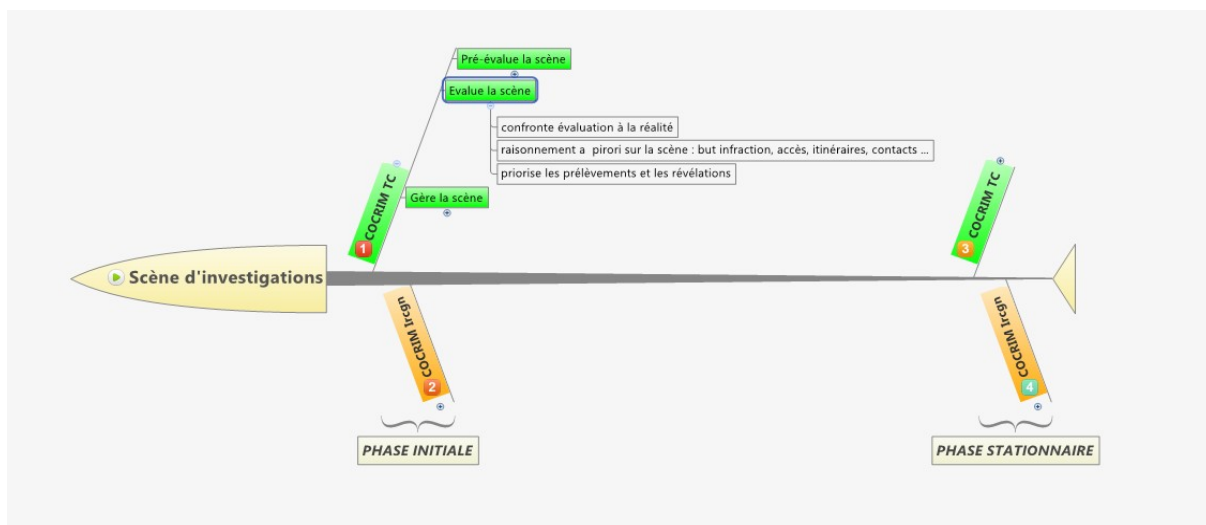 Pré-évalue la scène
Evalue la scène
confronte évaluation à la réalité
raisonnement a pirori sur la scène : but infraction, accès, itinéraires, contacts ...
priorise les prélèvements et les révélations
Gère la scène
COCRIM TC
1
Scène d'investigations
COCRIM Ircgn
2
PHASE INITIALE
COCRIM TC
3
COCRIM Ircgn
4
PHASE STATIONNAIRE